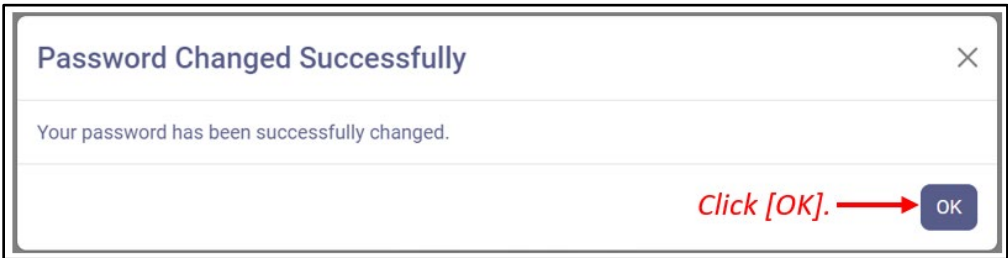 Password Changed Successfully
Your password has been successfully changed.
Click [OK].
OK